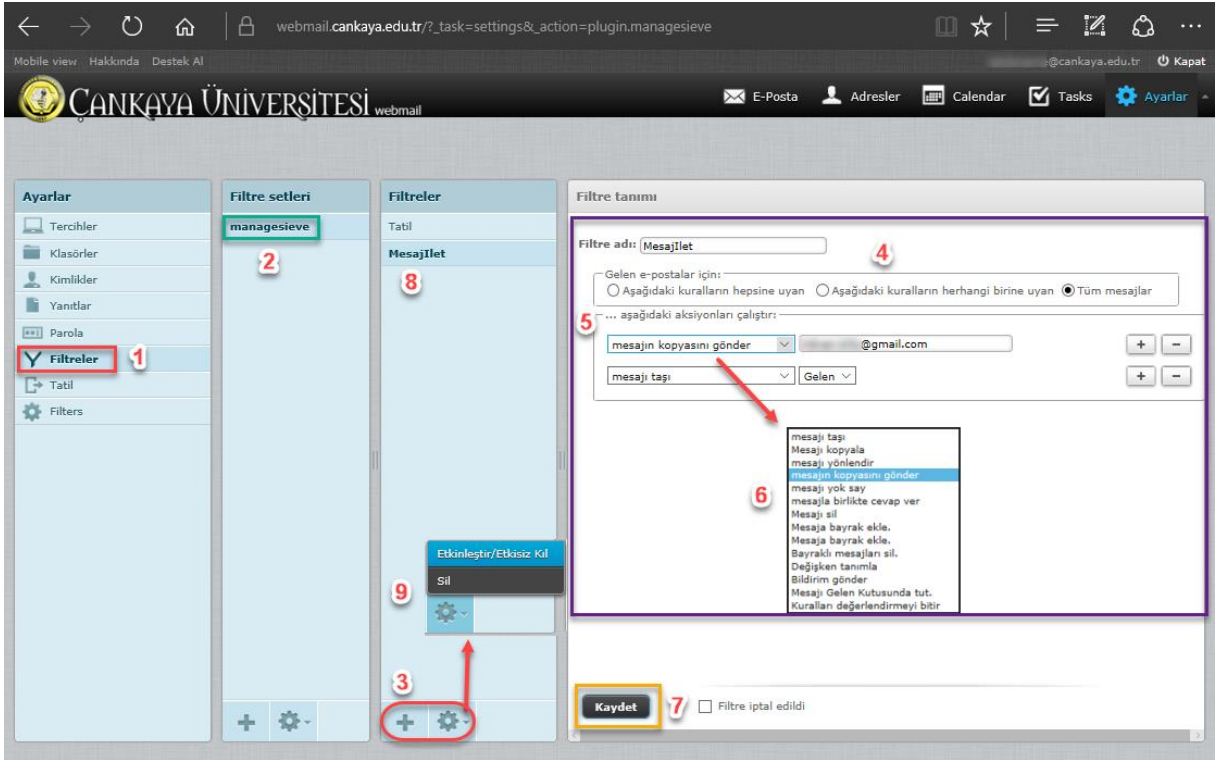 webmail.cankaya.edu.tr/?_task=settings&_action=plugin.managesieve
Mobile view Hakkında Destek Al
@cankaya.edu.tr Kapat
ÇANKAYA ÜNİVERSİTESİ webmail
E-Posta Adresler Calendar Tasks Ayarlar
Ayarlar
Tercihler
Klasörler
Kimlikler
Yanıtlar
Parola
Filtreler 1
Tatil
Filters
Filtre setleri
managesieve
2
Filtreler
Tatil
MesajIlet
8
Etkinleştir/Etkisiz Kıl
Sil
9
3
Filtre tanımı
Filtre adı: MesajIlet
4
Gelen e-postalar için:
Aşağıdaki kuralların hepsine uyan Aşağıdaki kuralların herhangi birine uyan Tüm mesajlar
5
... aşağıdaki aksiyonları çalıştır:
mesajın kopyasını gönder @gmail.com + -
mesajı taşı Gelen + -
mesajı taşı
Mesajı kopyala
mesajı yönlendir
mesajın kopyasını gönder
mesajı yok say
mesajla birlikte cevap ver
Mesajı sil
Mesaja bayrak ekle.
Mesaja bayrak ekle.
Bayraklı mesajları sil.
Değişken tanımla
Bildirim gönder
Mesajı Gelen Kutusunda tut.
Kuralları değerlendirmeyi bitir
6
Kaydet 7 Filtre iptal edildi